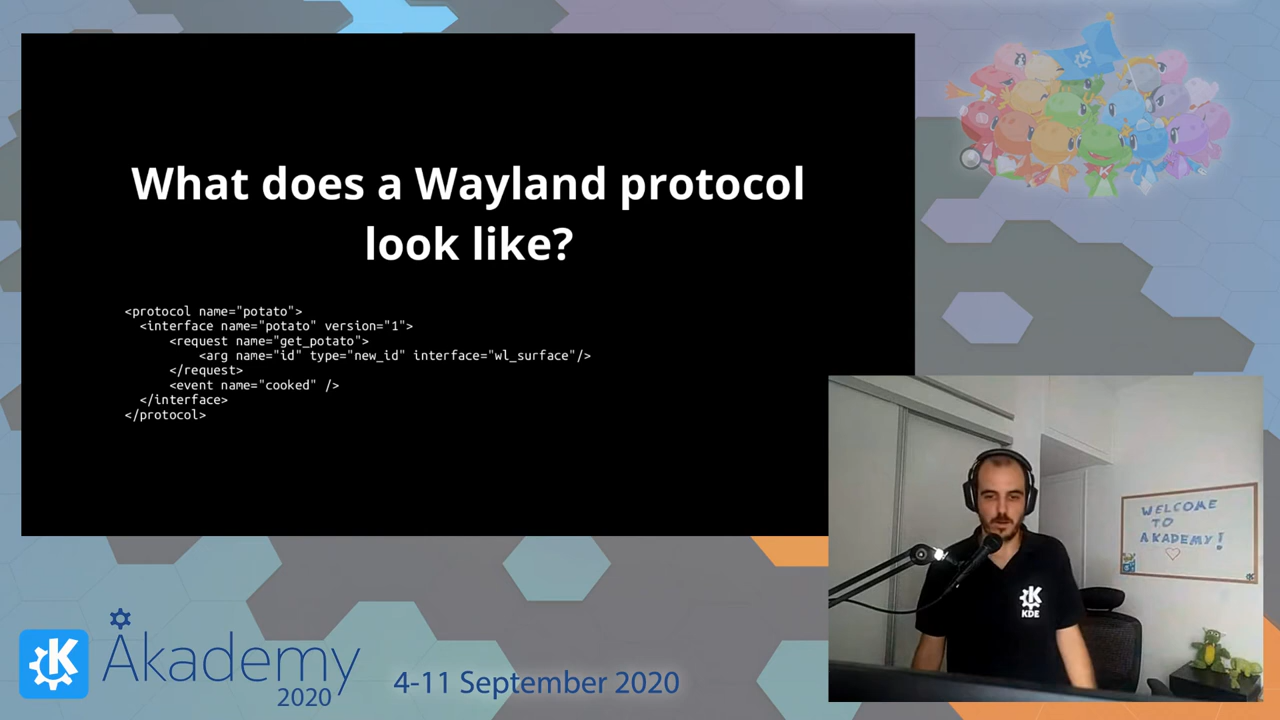 What does a Wayland protocol
look like?
<protocol name="potato">
<interface name="potato" version="1">
<request name="get_potato">
<arg name="id" type="new_id" interface="wl_surface"/>
</request>
<event name="cooked" />
</interface>
</protocol>
WELCOME
TO
AKADEMY!
KDE
Akademy
2020
4-11 September 2020